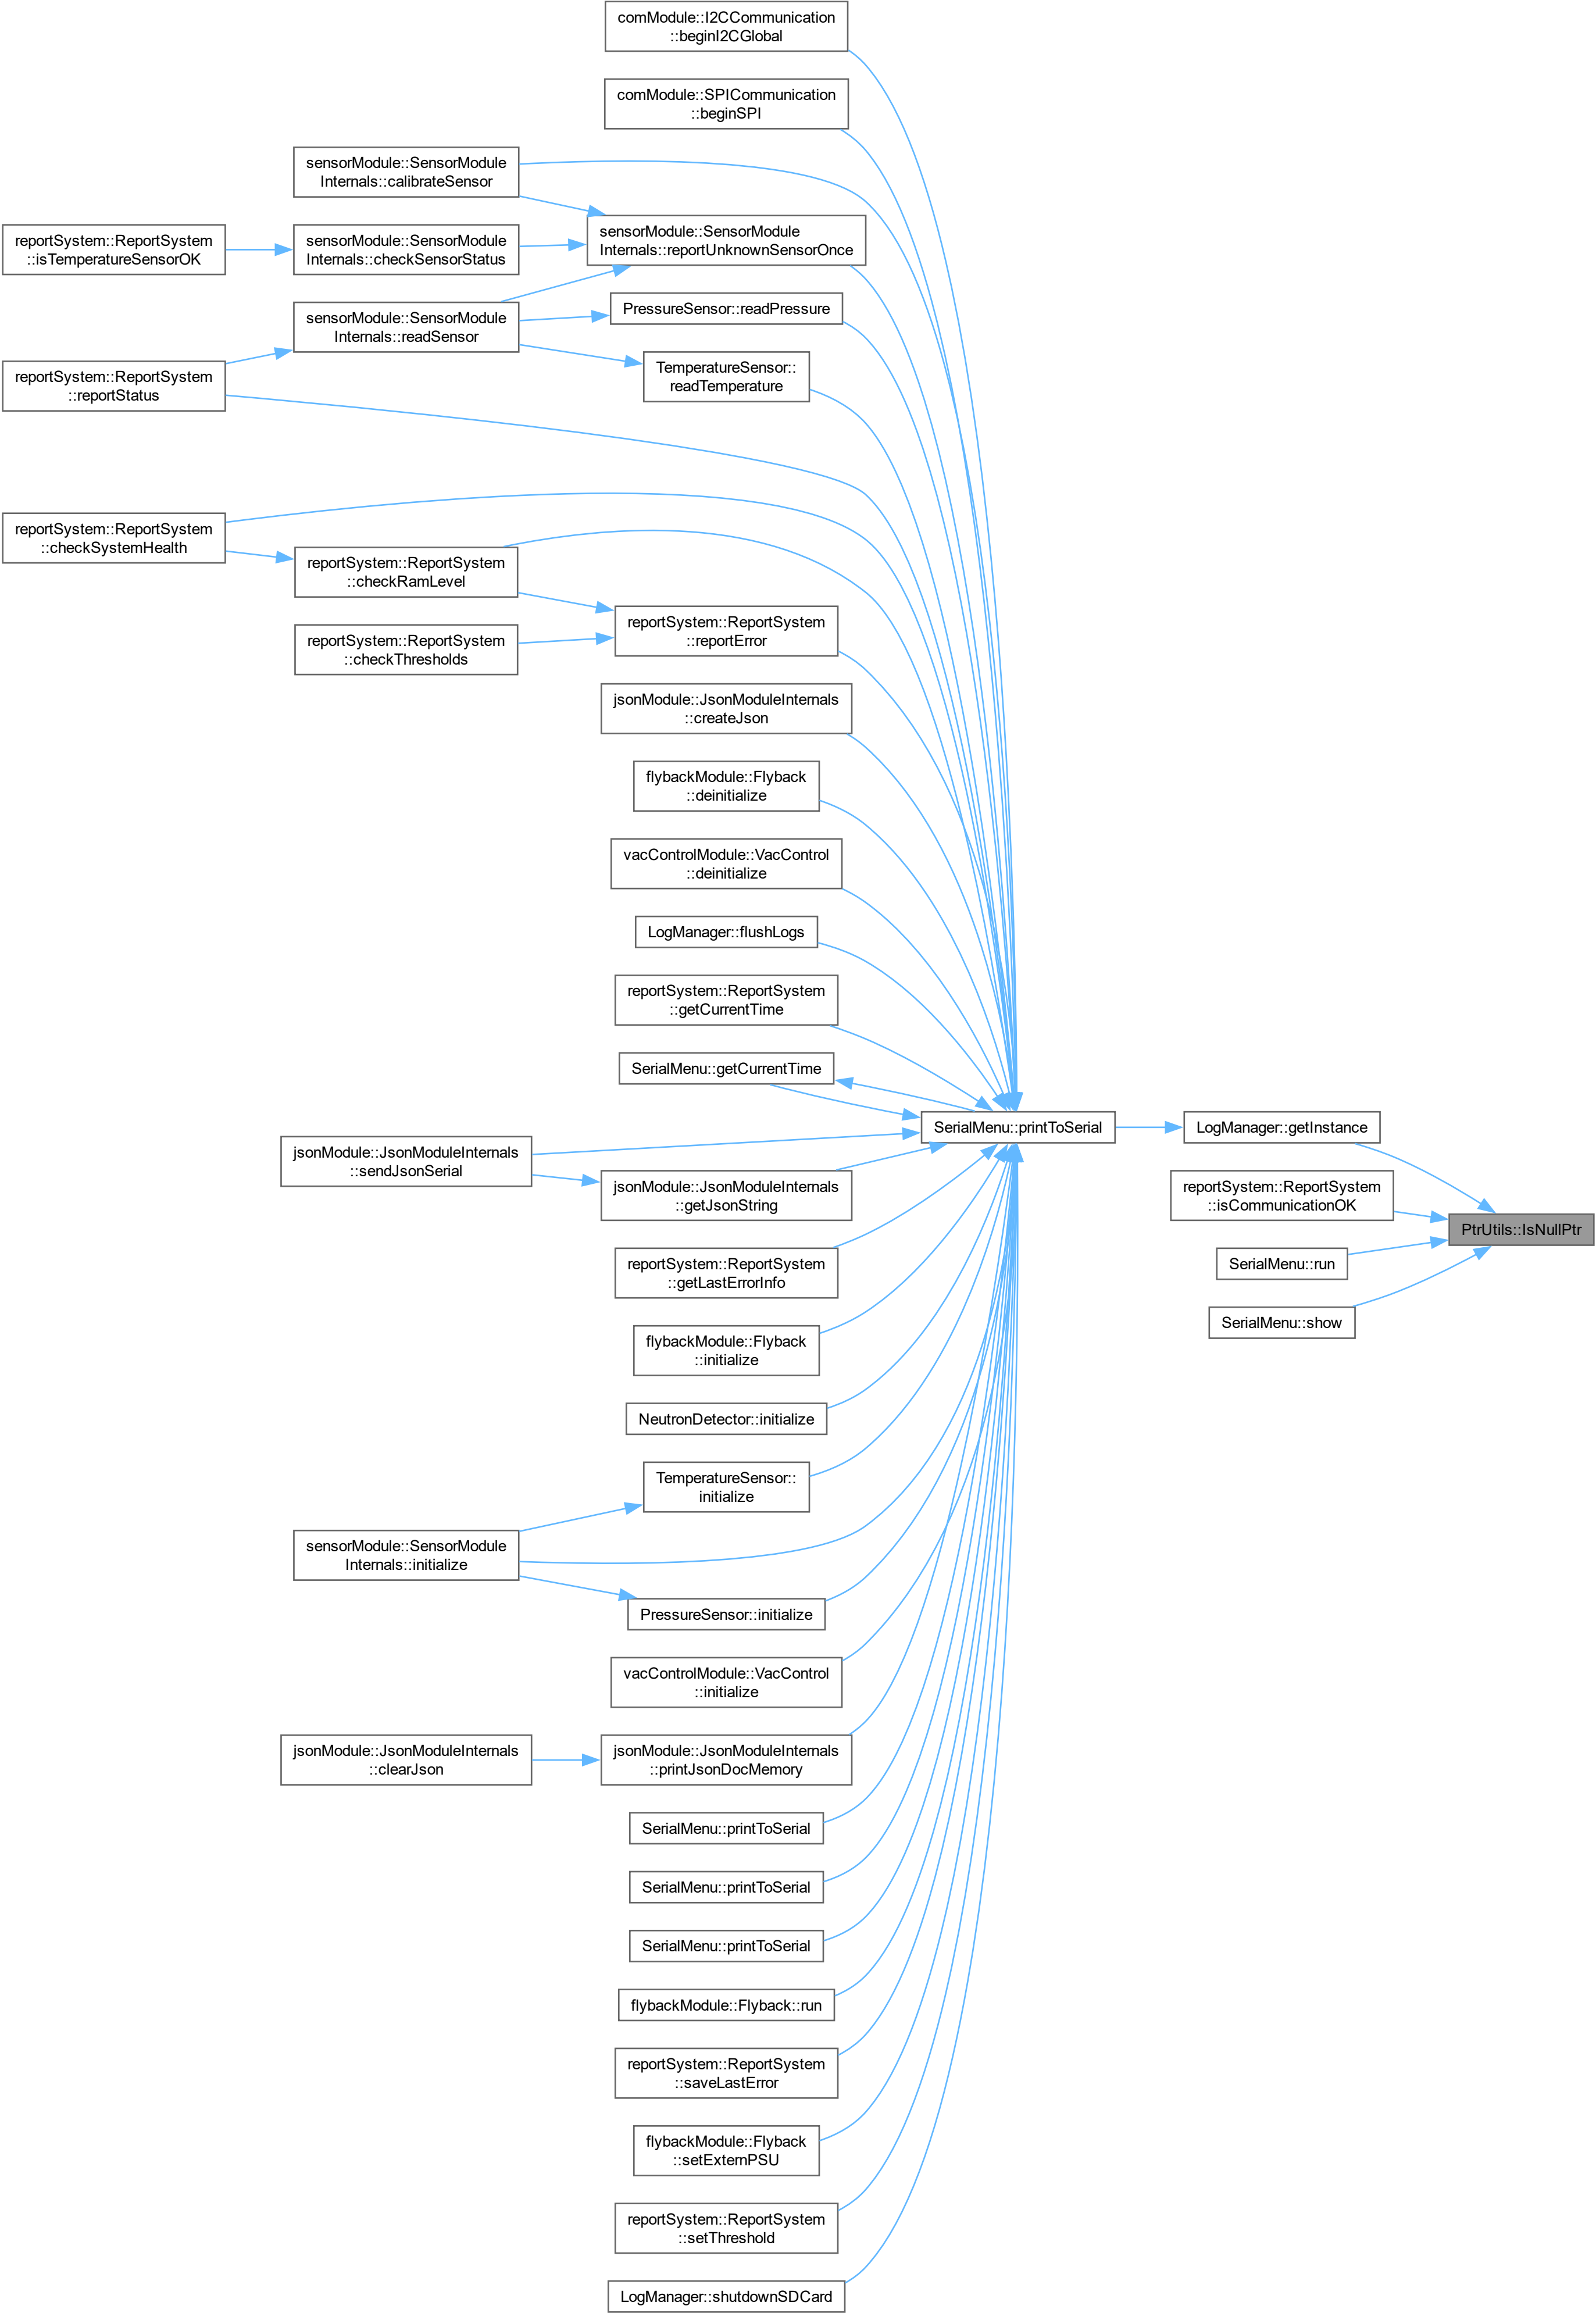 comModule::I2CCommunication
::beginI2CGlobal
comModule::SPICommunication
::beginSPI
sensorModule::SensorModule
Internals::calibrateSensor
reportSystem::ReportSystem
::isTemperatureSensorOK
sensorModule::SensorModule
Internals::checkSensorStatus
sensorModule::SensorModule
Internals::reportUnknownSensorOnce
sensorModule::SensorModule
Internals::readSensor
PressureSensor::readPressure
reportSystem::ReportSystem
::reportStatus
TemperatureSensor::
readTemperature
reportSystem::ReportSystem
::checkSystemHealth
reportSystem::ReportSystem
::checkRamLevel
reportSystem::ReportSystem
::checkThresholds
reportSystem::ReportSystem
::reportError
jsonModule::JsonModuleInternals
::createJson
flybackModule::Flyback
::deinitialize
vacControlModule::VacControl
::deinitialize
LogManager::flushLogs
reportSystem::ReportSystem
::getCurrentTime
SerialMenu::getCurrentTime
SerialMenu::printToSerial
LogManager::getInstance
jsonModule::JsonModuleInternals
::sendJsonSerial
jsonModule::JsonModuleInternals
::getJsonString
reportSystem::ReportSystem
::isCommunicationOK
PtrUtils::IsNullPtr
SerialMenu::run
SerialMenu::show
reportSystem::ReportSystem
::getLastErrorInfo
flybackModule::Flyback
::initialize
NeutronDetector::initialize
TemperatureSensor::
initialize
sensorModule::SensorModule
Internals::initialize
PressureSensor::initialize
vacControlModule::VacControl
::initialize
jsonModule::JsonModuleInternals
::clearJson
jsonModule::JsonModuleInternals
::printJsonDocMemory
SerialMenu::printToSerial
SerialMenu::printToSerial
SerialMenu::printToSerial
flybackModule::Flyback::run
reportSystem::ReportSystem
::saveLastError
flybackModule::Flyback
::setExternPSU
reportSystem::ReportSystem
::setThreshold
LogManager::shutdownSDCard